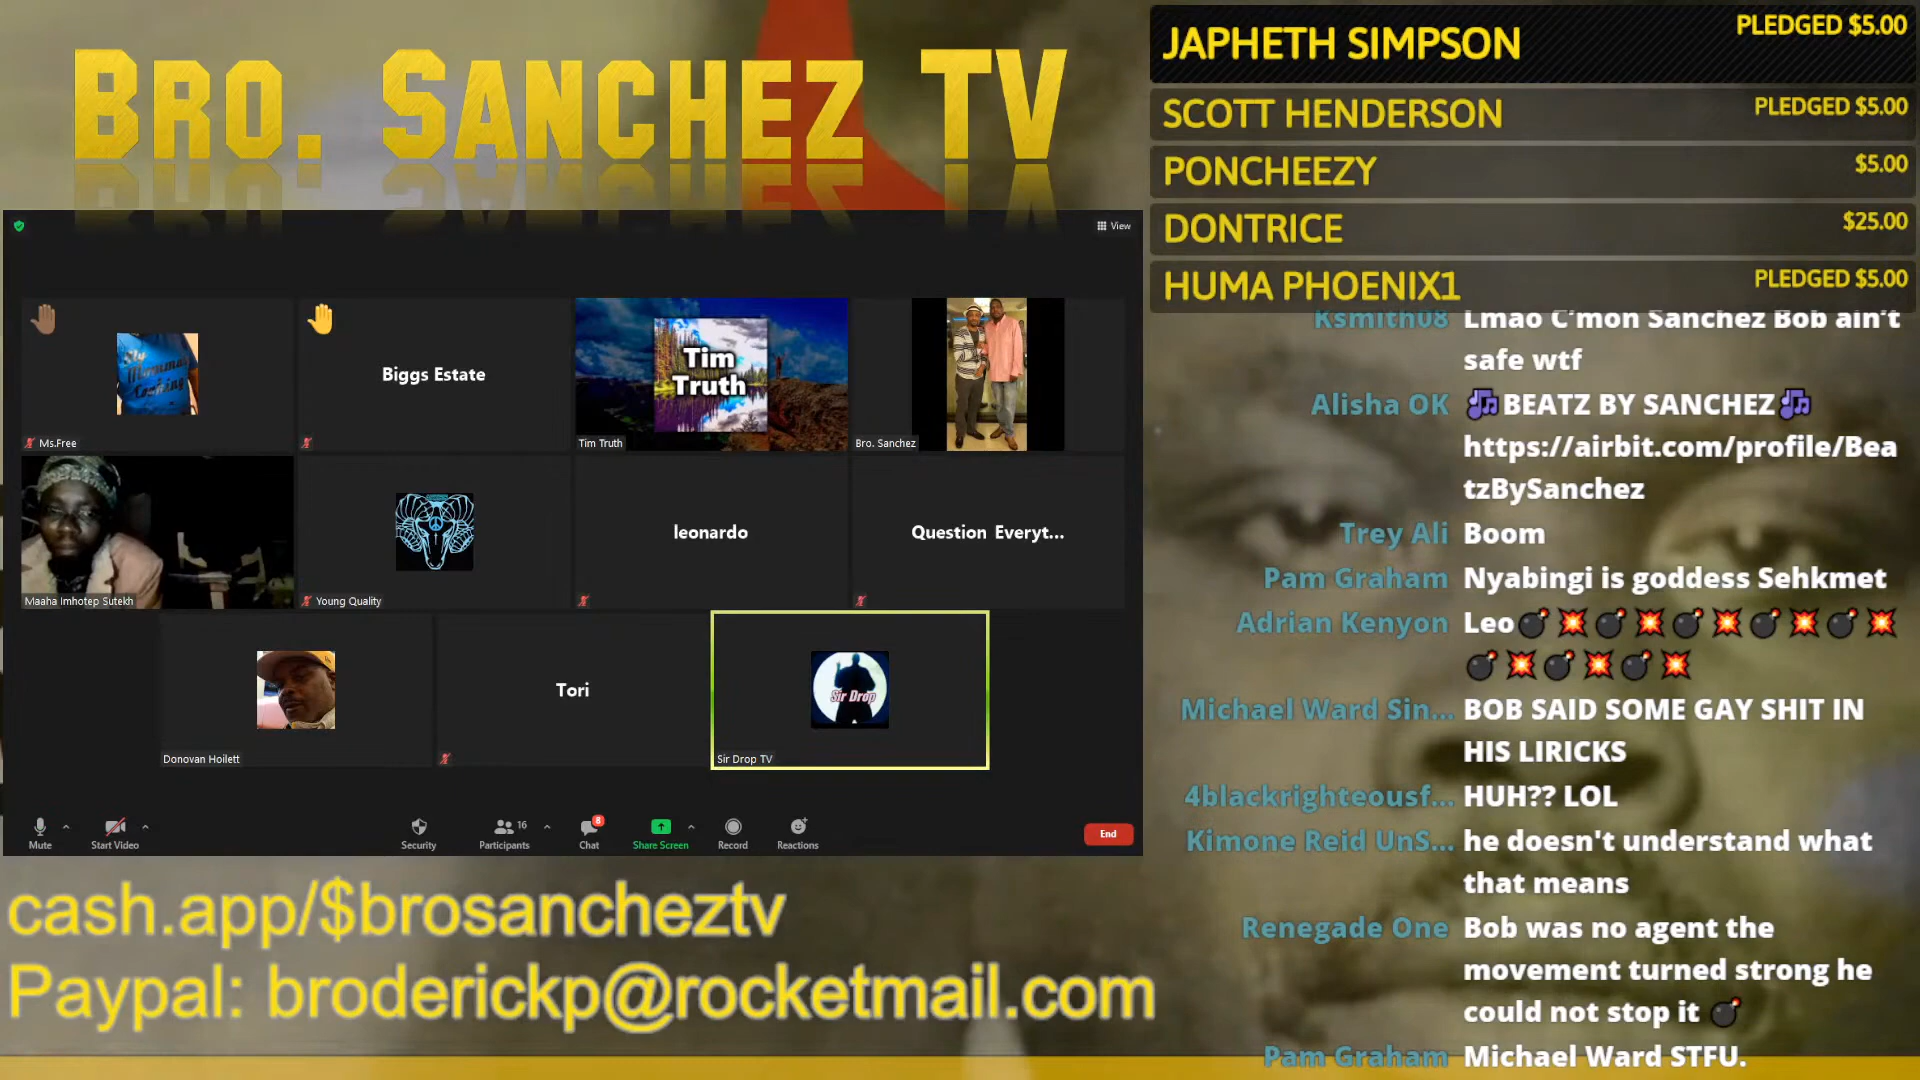 BRO. SANCHEZ TV
JAPHETH SIMPSON PLEDGED $5.00
SCOTT HENDERSON PLEDGED $5.00
PONCHEEZY $5.00
DONTRICE $25.00
HUMA PHOENIX1 PLEDGED $5.00
View
My
Mommas
Cooking
Ms.Free
Biggs Estate
Tim
Truth
Tim Truth
Bro. Sanchez
Maaha Imhotep Sutekh
Young Quality
leonardo
Question Everyt...
Donovan Hoilett
Tori
Sir Drop
Sir Drop TV
Mute
Start Video
Security
16
Participants
8
Chat
Share Screen
Record
Reactions
End
cash.app/$brosancheztv
Paypal: broderickp@rocketmail.com
Ksmith08 Lmao C'mon Sanchez Bob ain't
safe wtf
Alisha OK 🎶BEATZ BY SANCHEZ🎶
https://airbit.com/profile/Bea
tzBySanchez
Trey Ali Boom
Pam Graham Nyabingi is goddess Sehkmet
Adrian Kenyon Leo💣💥💣💥💣💥💣💥💣💥
💣💥💣💥💣💥
Michael Ward Sin... BOB SAID SOME GAY SHIT IN
HIS LIRICKS
4blackrighteousf... HUH?? LOL
Kimone Reid UnS... he doesn't understand what
that means
Renegade One Bob was no agent the
movement turned strong he
could not stop it 💣
Pam Graham Michael Ward STFU.